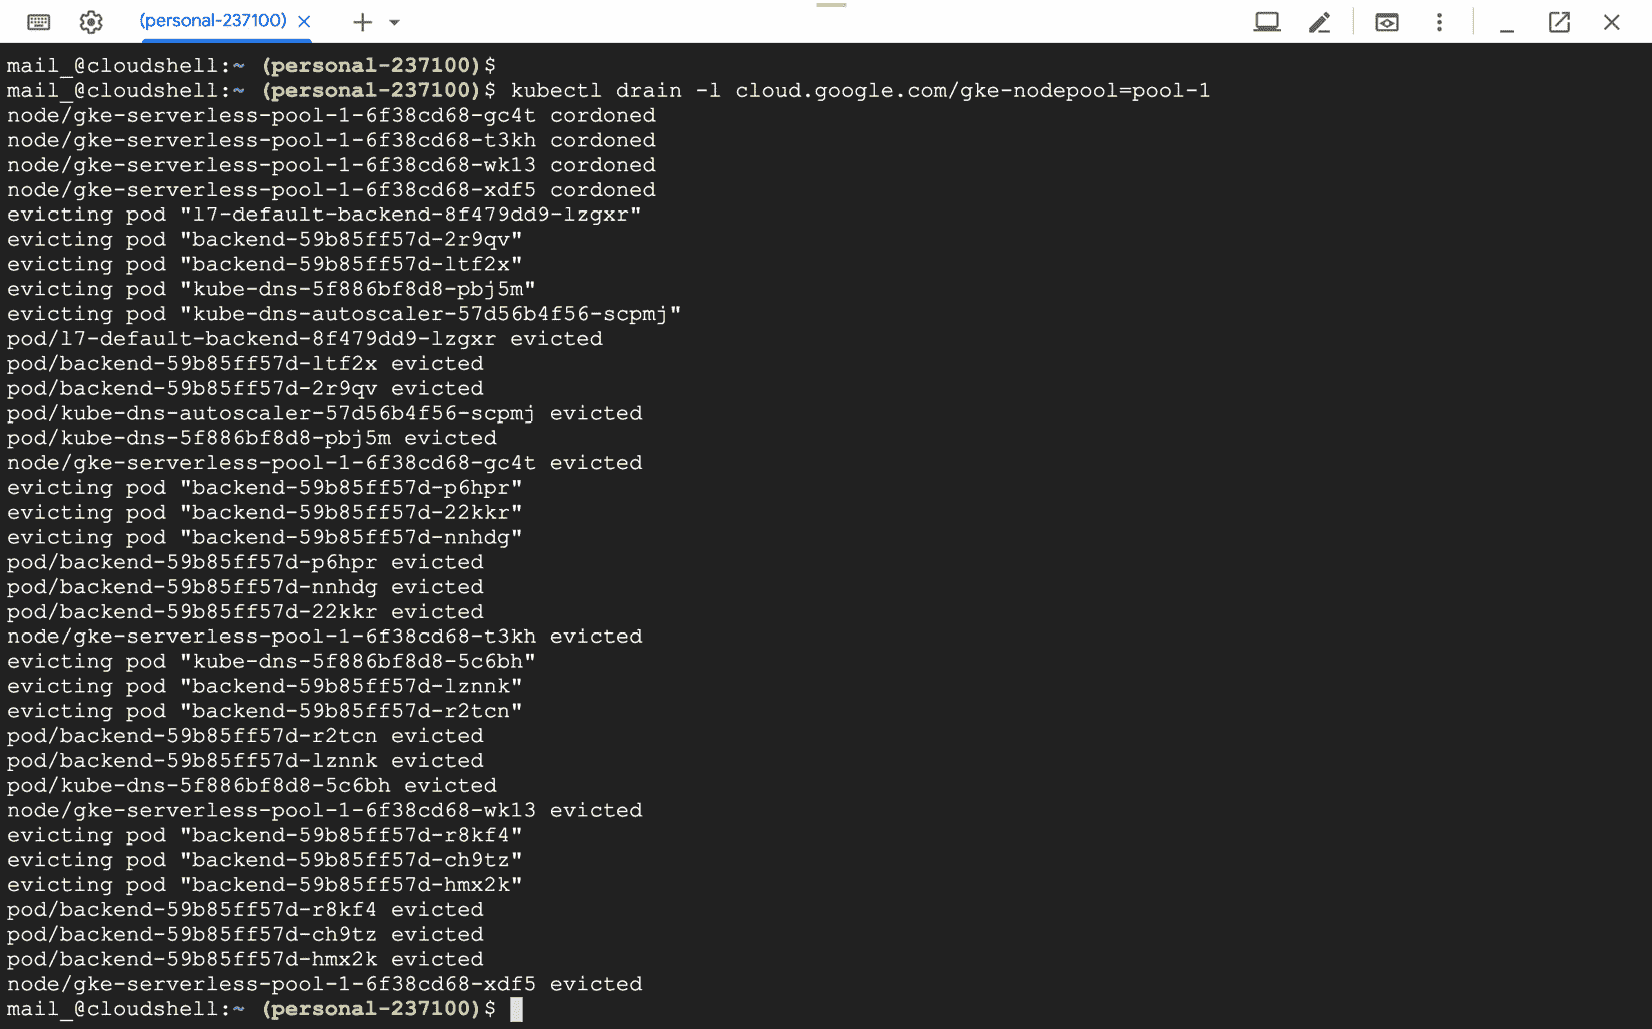 (personal-237100)
mail_@cloudshell:~ (personal-237100)$
mail_@cloudshell:~ (personal-237100)$ kubectl drain -l cloud.google.com/gke-nodepool=pool-1
node/gke-serverless-pool-1-6f38cd68-gc4t cordoned
node/gke-serverless-pool-1-6f38cd68-t3kh cordoned
node/gke-serverless-pool-1-6f38cd68-wk13 cordoned
node/gke-serverless-pool-1-6f38cd68-xdf5 cordoned
evicting pod "l7-default-backend-8f479dd9-lzgxr"
evicting pod "backend-59b85ff57d-2r9qv"
evicting pod "backend-59b85ff57d-ltf2x"
evicting pod "kube-dns-5f886bf8d8-pbj5m"
evicting pod "kube-dns-autoscaler-57d56b4f56-scpmj"
pod/l7-default-backend-8f479dd9-lzgxr evicted
pod/backend-59b85ff57d-ltf2x evicted
pod/backend-59b85ff57d-2r9qv evicted
pod/kube-dns-autoscaler-57d56b4f56-scpmj evicted
pod/kube-dns-5f886bf8d8-pbj5m evicted
node/gke-serverless-pool-1-6f38cd68-gc4t evicted
evicting pod "backend-59b85ff57d-p6hpr"
evicting pod "backend-59b85ff57d-22kkr"
evicting pod "backend-59b85ff57d-nnhdg"
pod/backend-59b85ff57d-p6hpr evicted
pod/backend-59b85ff57d-nnhdg evicted
pod/backend-59b85ff57d-22kkr evicted
node/gke-serverless-pool-1-6f38cd68-t3kh evicted
evicting pod "kube-dns-5f886bf8d8-5c6bh"
evicting pod "backend-59b85ff57d-lznnk"
evicting pod "backend-59b85ff57d-r2tcn"
pod/backend-59b85ff57d-r2tcn evicted
pod/backend-59b85ff57d-lznnk evicted
pod/kube-dns-5f886bf8d8-5c6bh evicted
node/gke-serverless-pool-1-6f38cd68-wk13 evicted
evicting pod "backend-59b85ff57d-r8kf4"
evicting pod "backend-59b85ff57d-ch9tz"
evicting pod "backend-59b85ff57d-hmx2k"
pod/backend-59b85ff57d-r8kf4 evicted
pod/backend-59b85ff57d-ch9tz evicted
pod/backend-59b85ff57d-hmx2k evicted
node/gke-serverless-pool-1-6f38cd68-xdf5 evicted
mail_@cloudshell:~ (personal-237100)$